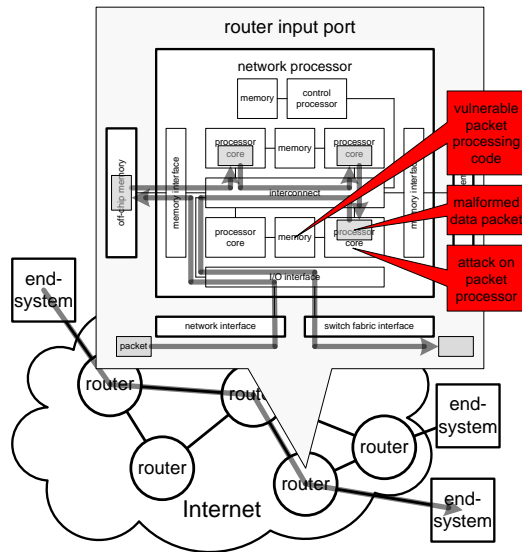 router input port
network processor
memory
control
processor
vulnerable
packet
processing
code
memory interface
processor
core
memory
processor
core
memory interface
off-chip memory
interconnect
malformed
data packet
processor
core
memory
processor
core
attack on
packet
processor
I/O interface
end-
system
network interface
switch fabric interface
packet
router
router
end-
system
router
router
router
Internet
end-
system